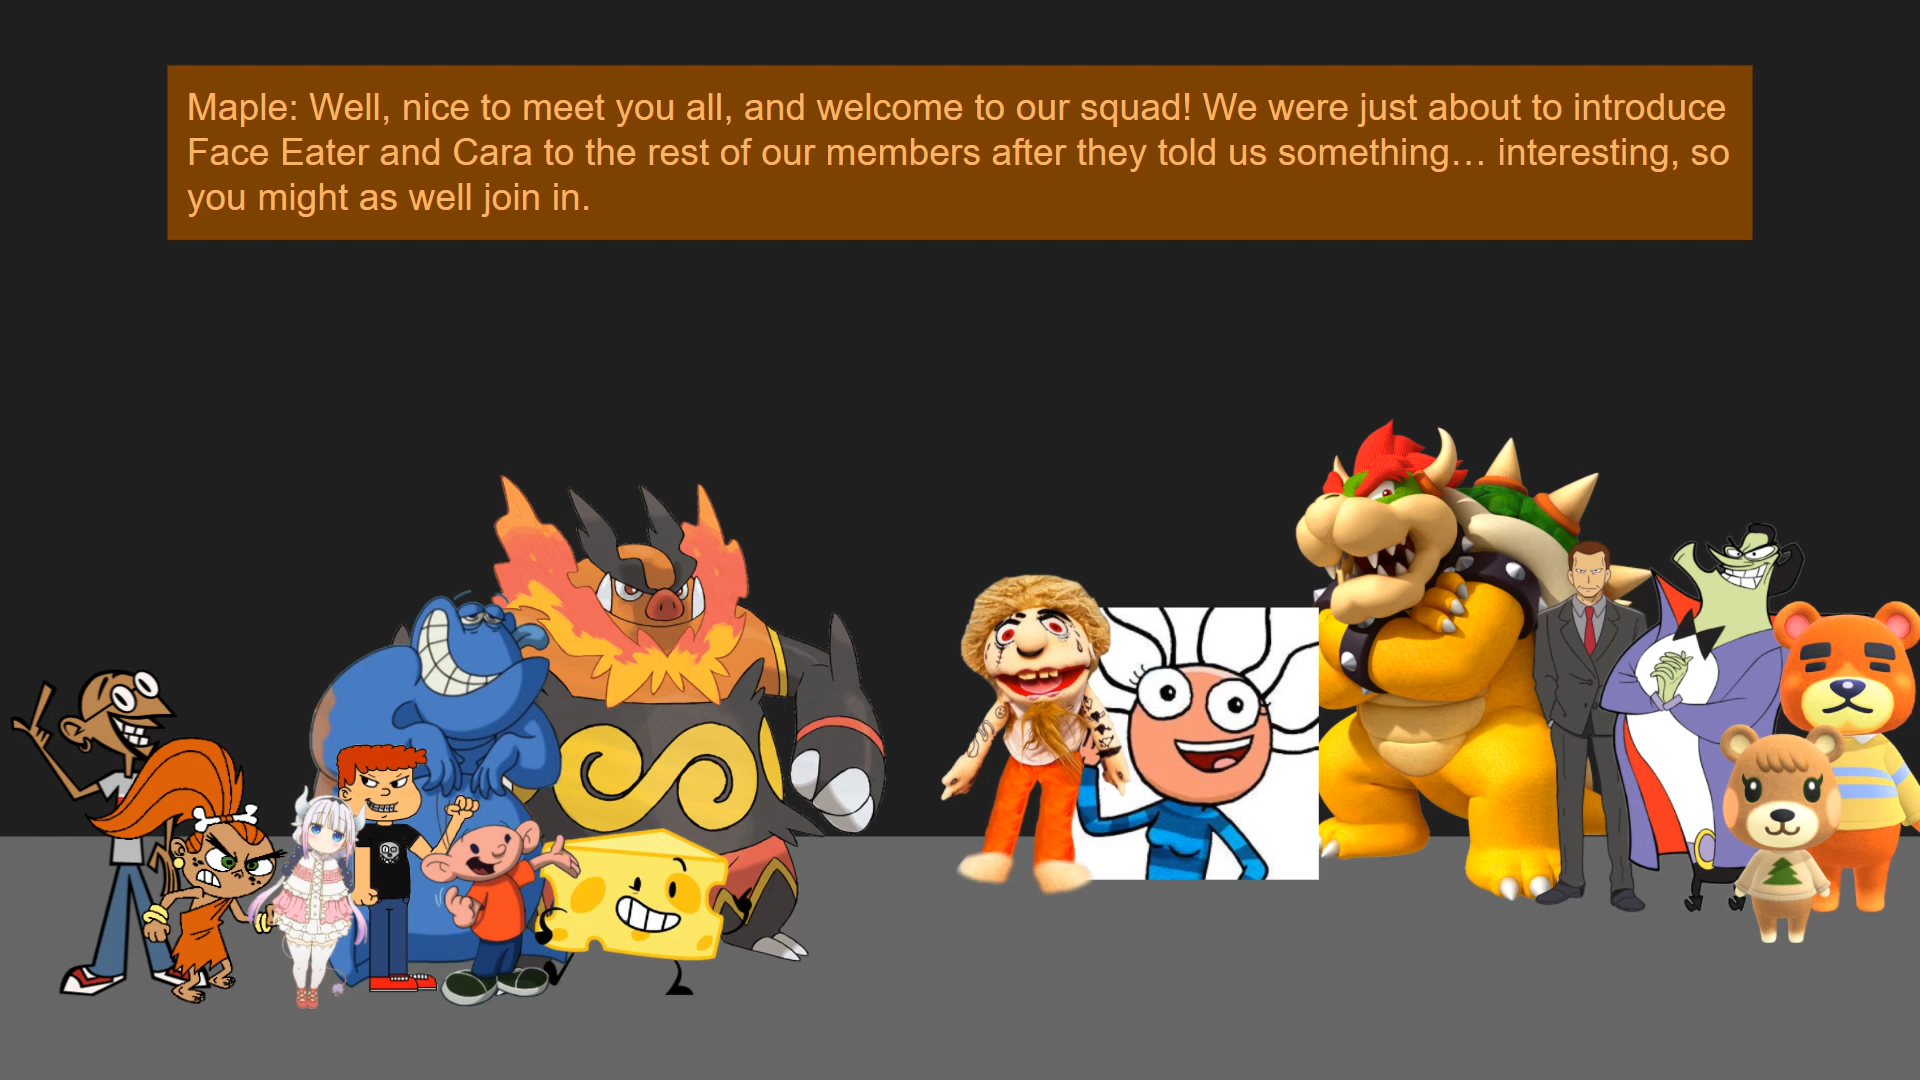 Maple: Well, nice to meet you all, and welcome to our squad! We were just about to introduce
Face Eater and Cara to the rest of our members after they told us something… interesting, so
you might as well join in.